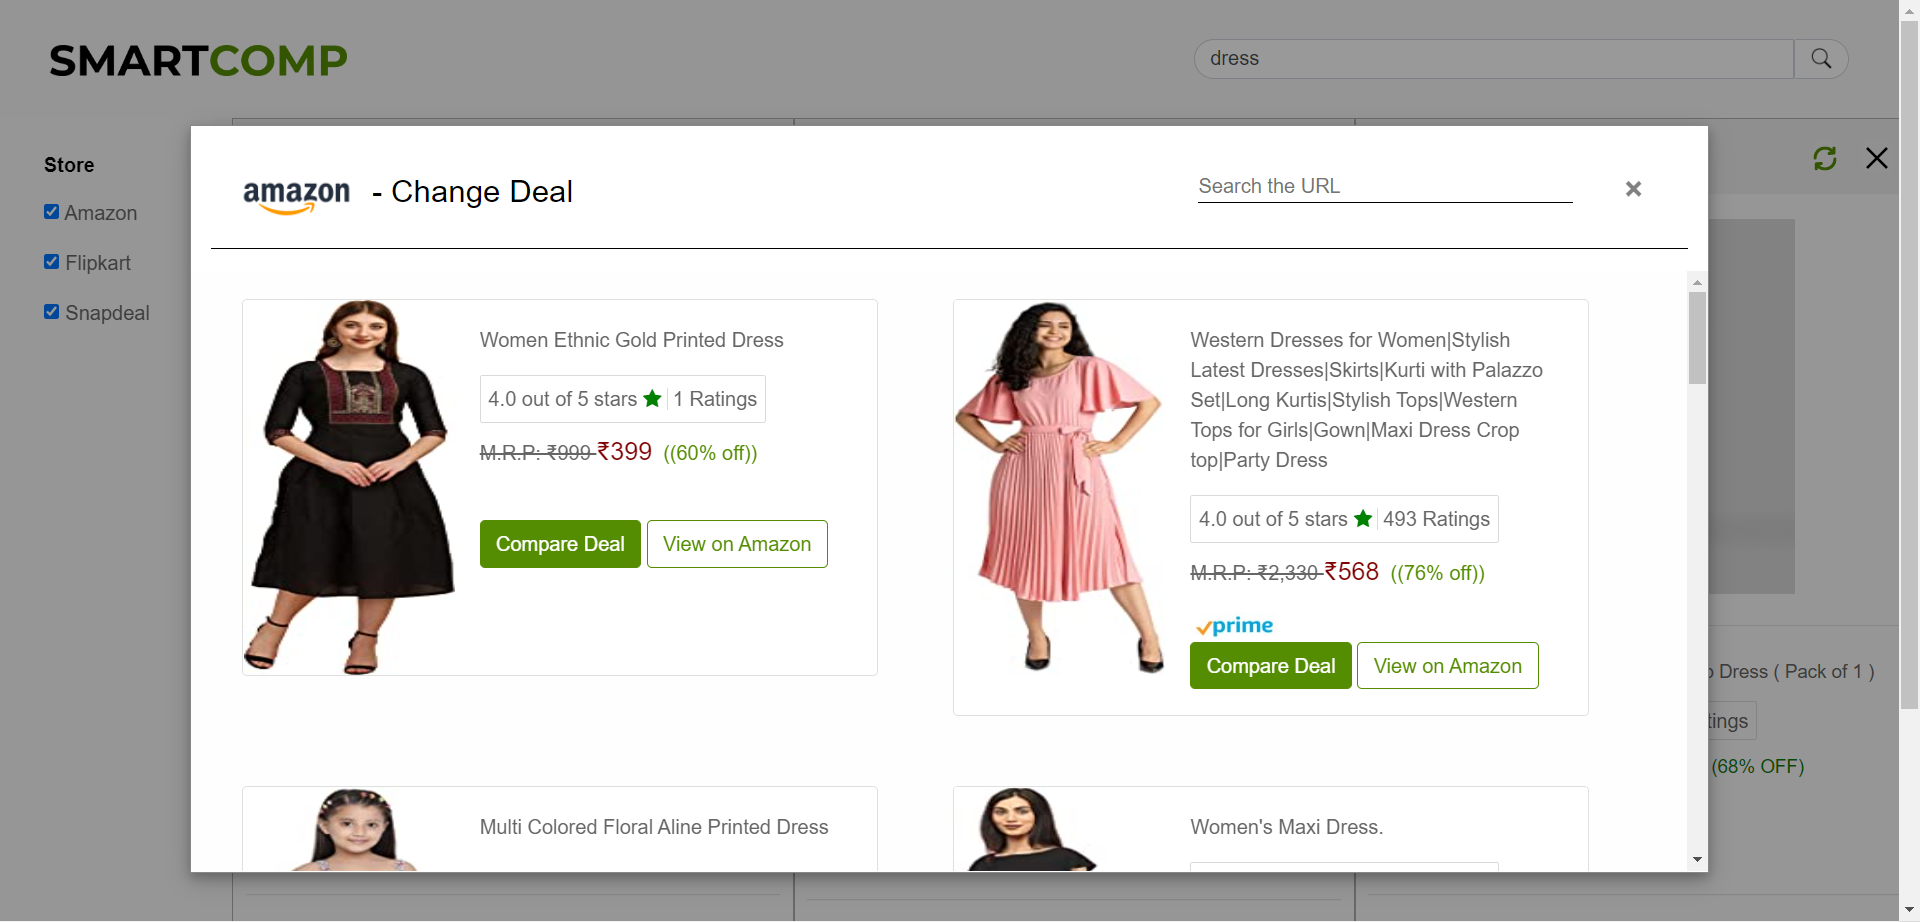 SMARTCOMP
dress
Store
Amazon
Flipkart
Snapdeal
amazon - Change Deal
Search the URL
Women Ethnic Gold Printed Dress
4.0 out of 5 stars 1 Ratings
M.R.P: ₹999 ₹399 ((60% off))
Compare Deal View on Amazon
Western Dresses for Women|Stylish
Latest Dresses|Skirts|Kurti with Palazzo
Set|Long Kurtis|Stylish Tops|Western
Tops for Girls|Gown|Maxi Dress Crop
top|Party Dress
4.0 out of 5 stars 493 Ratings
M.R.P: ₹2,330 ₹568 ((76% off))
prime
Compare Deal View on Amazon
Multi Colored Floral Aline Printed Dress
Women's Maxi Dress.
Dress ( Pack of 1 )
tings
(68% OFF)